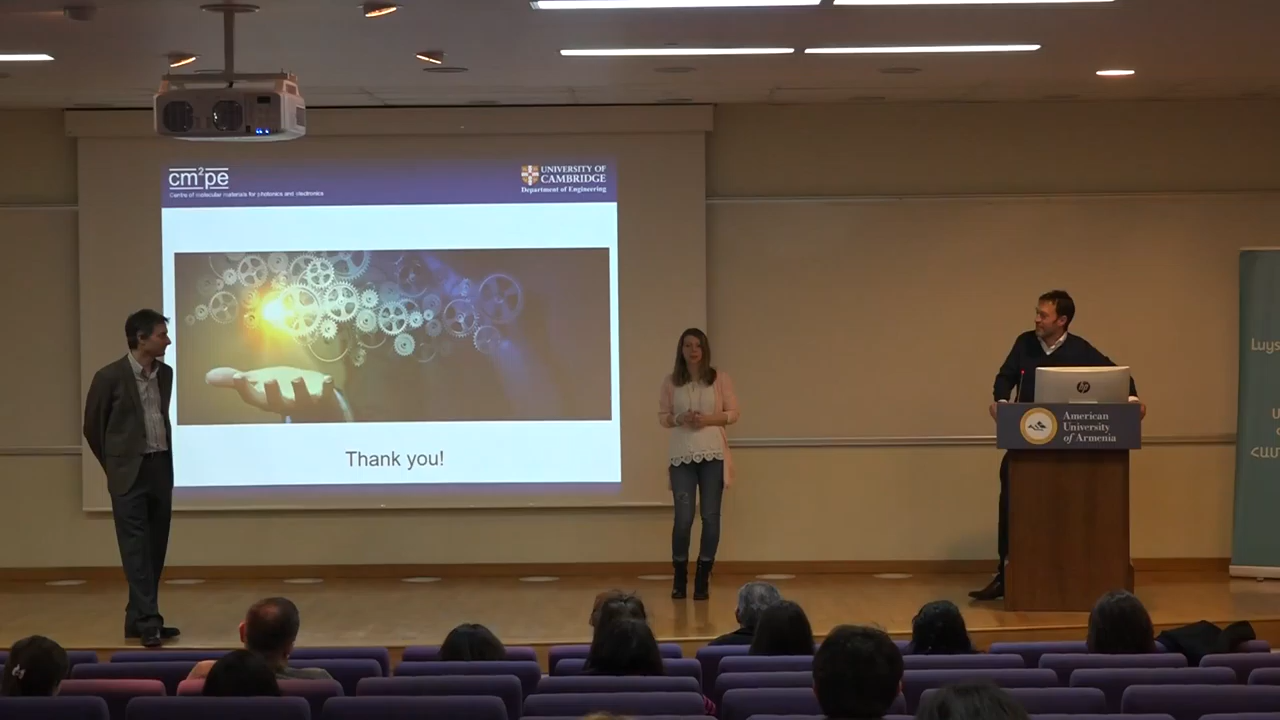 cm²pe
Centre of molecular materials for photonics and electronics
UNIVERSITY OF
CAMBRIDGE
Department of Engineering
Thank you!
hp
American
University
of Armenia
Luys